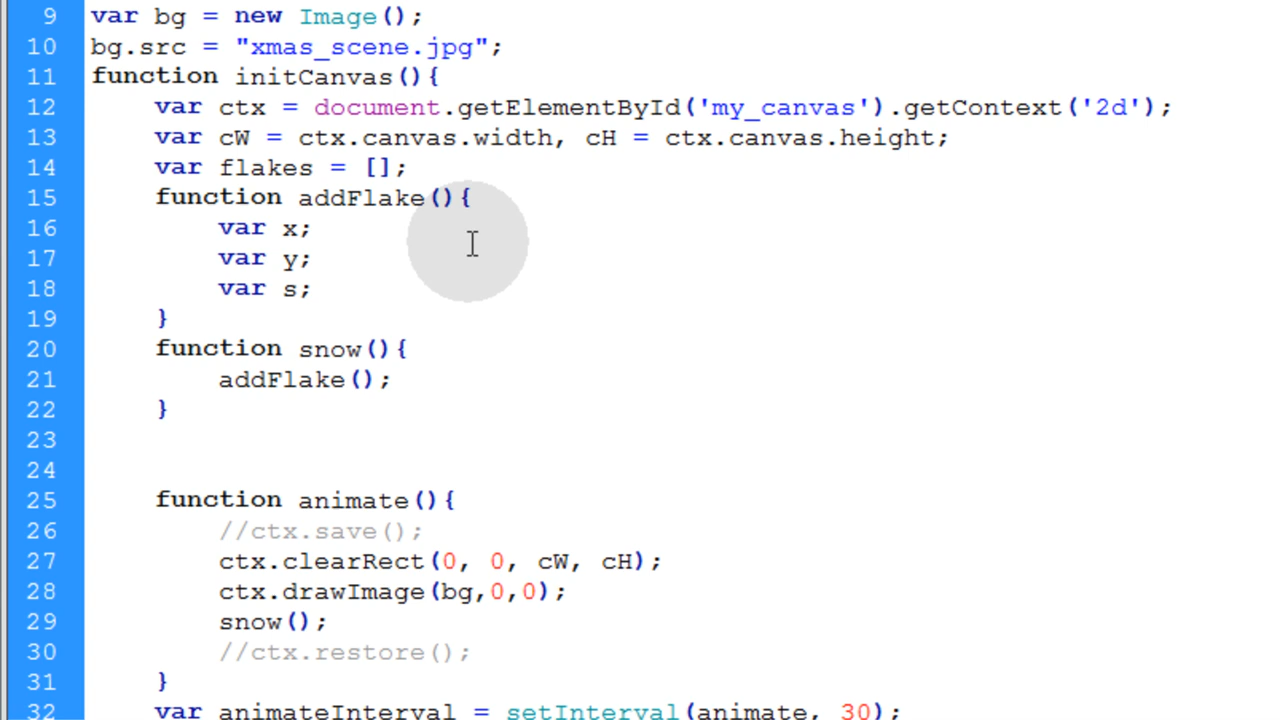 9 var bg = new Image();
10 bg.src = "xmas_scene.jpg";
11 function initCanvas(){
12 var ctx = document.getElementById('my_canvas').getContext('2d');
13 var cW = ctx.canvas.width, cH = ctx.canvas.height;
14 var flakes = [];
15 function addFlake(){
16 var x;
17 var y;
18 var s;
19 }
20 function snow(){
21 addFlake();
22 }
23
24
25 function animate(){
26 //ctx.save();
27 ctx.clearRect(0, 0, cW, cH);
28 ctx.drawImage(bg,0,0);
29 snow();
30 //ctx.restore();
31 }
32 var animateInterval = setInterval(animate, 30);